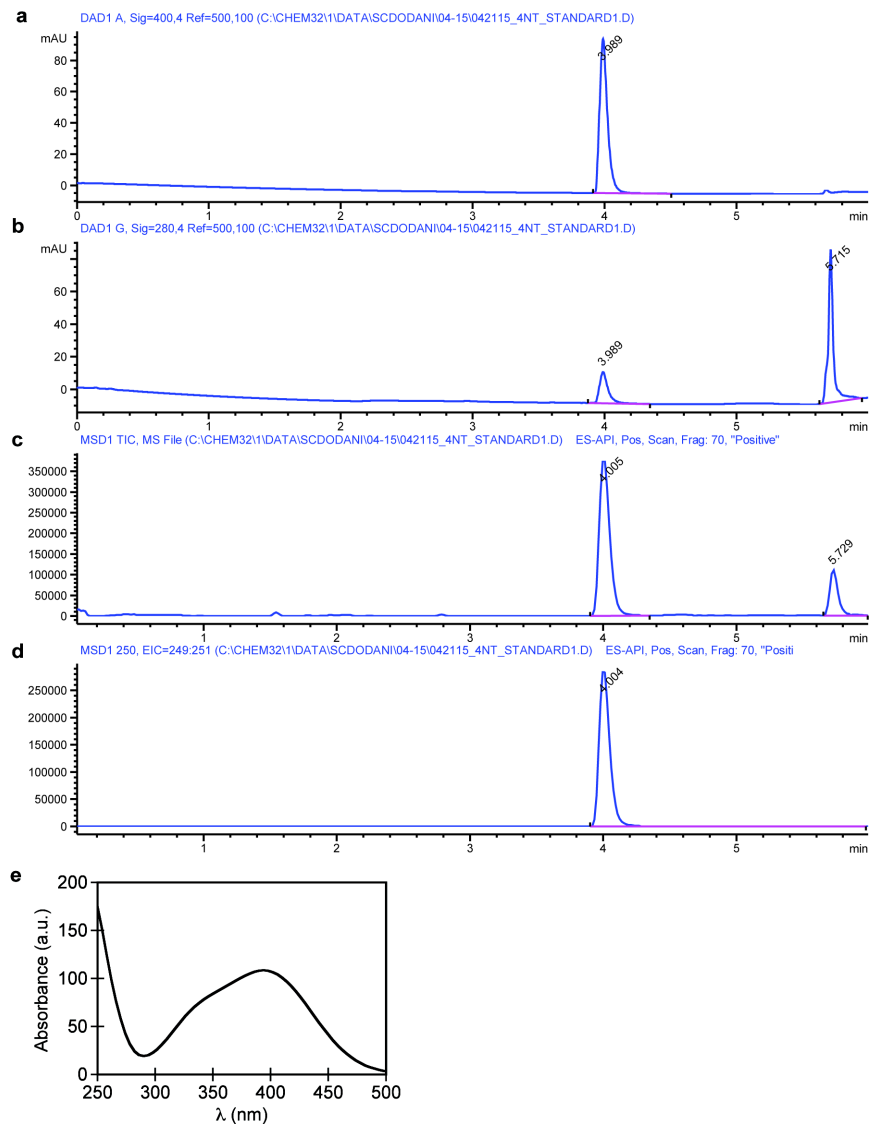 a
DAD1 A, Sig=400,4 Ref=500,100 (C:\CHEM32\1\DATA\SCDODANI\04-15\042115_4NT_STANDARD1.D)
mAU
80
60
40
20
0
3.989
0 1 2 3 4 5 min
b
DAD1 G, Sig=280,4 Ref=500,100 (C:\CHEM32\1\DATA\SCDODANI\04-15\042115_4NT_STANDARD1.D)
mAU
60
40
20
0
3.989
5.715
0 1 2 3 4 5 min
c
MSD1 TIC, MS File (C:\CHEM32\1\DATA\SCDODANI\04-15\042115_4NT_STANDARD1.D) ES-API, Pos, Scan, Frag: 70, "Positive"
350000
300000
250000
200000
150000
100000
50000
0
4.005
5.729
1 2 3 4 5 min
d
MSD1 250, EIC=249:251 (C:\CHEM32\1\DATA\SCDODANI\04-15\042115_4NT_STANDARD1.D) ES-API, Pos, Scan, Frag: 70, "Positi
250000
200000
150000
100000
50000
0
4.004
1 2 3 4 5 min
e
Absorbance (a.u.)
200
150
100
50
0
250 300 350 400 450 500
λ (nm)